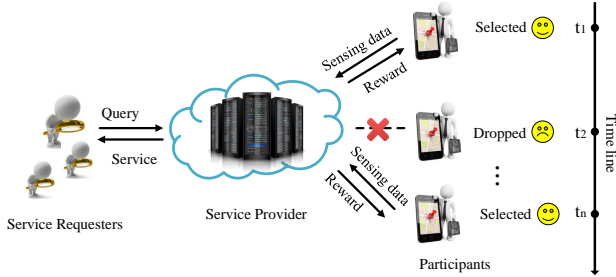 Sensing data
Reward
Selected
t1
Query
Service
Dropped
t2
Time line
Sensing data
Reward
...
Selected
tn
Service Requesters
Service Provider
Participants